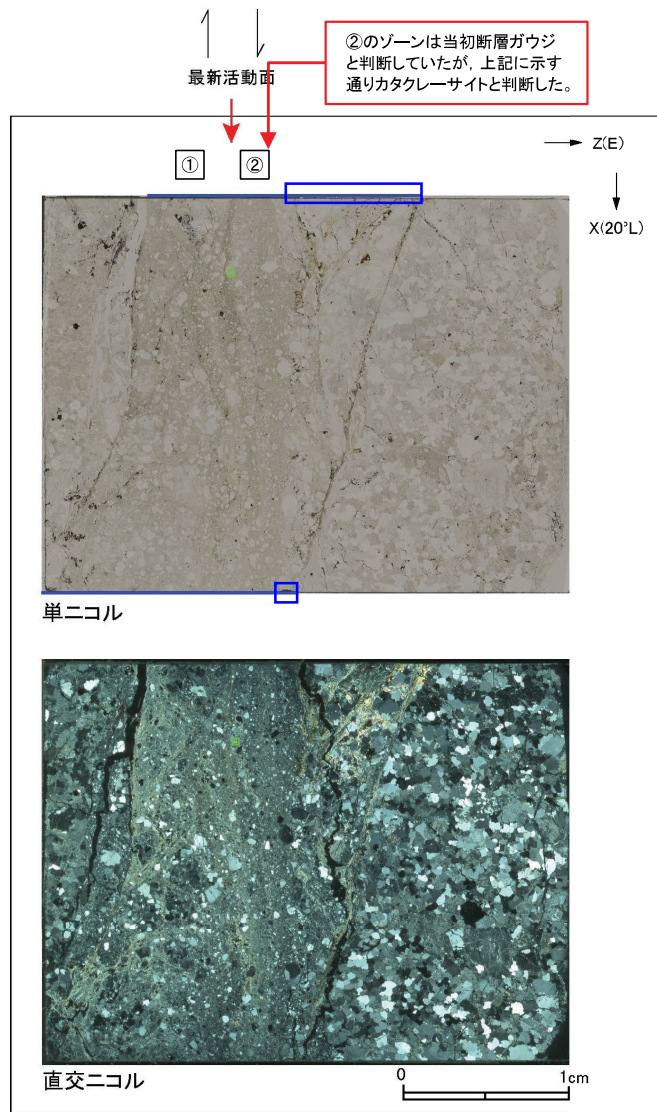 ②のゾーンは当初断層ガウジ
と判断していたが, 上記に示す
通りカタクレーサイトと判断した。
最新活動面
① ②
Z(E)
X(20°L)
単ニコル
直交ニコル
0 1cm